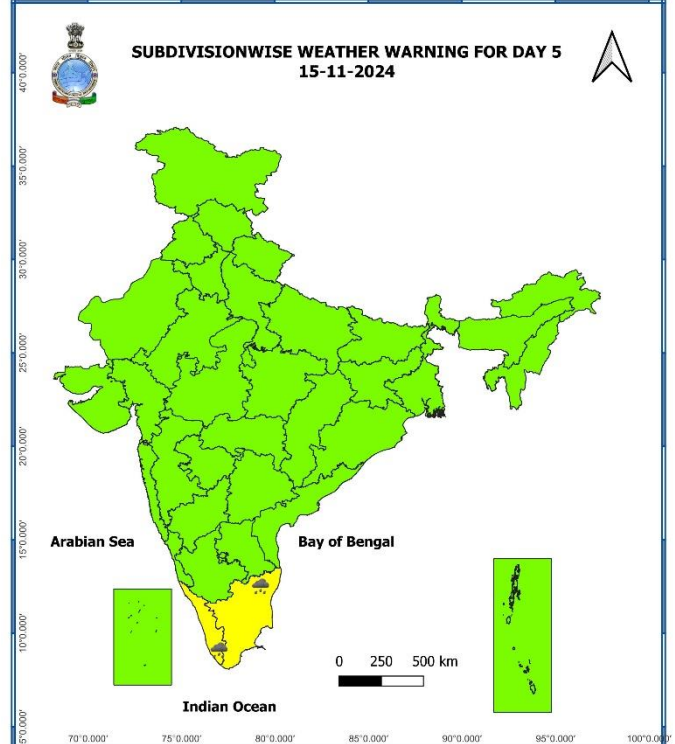 SUBDIVISIONWISE WEATHER WARNING FOR DAY 5
15-11-2024
40°0.000'
35°0.000'
30°0.000'
25°0.000'
20°0.000'
15°0.000'
10°0.000'
5°0.000'
Arabian Sea
Bay of Bengal
0 250 500 km
Indian Ocean
70°0.000' 75°0.000' 80°0.000' 85°0.000' 90°0.000' 95°0.000' 100°0.000'